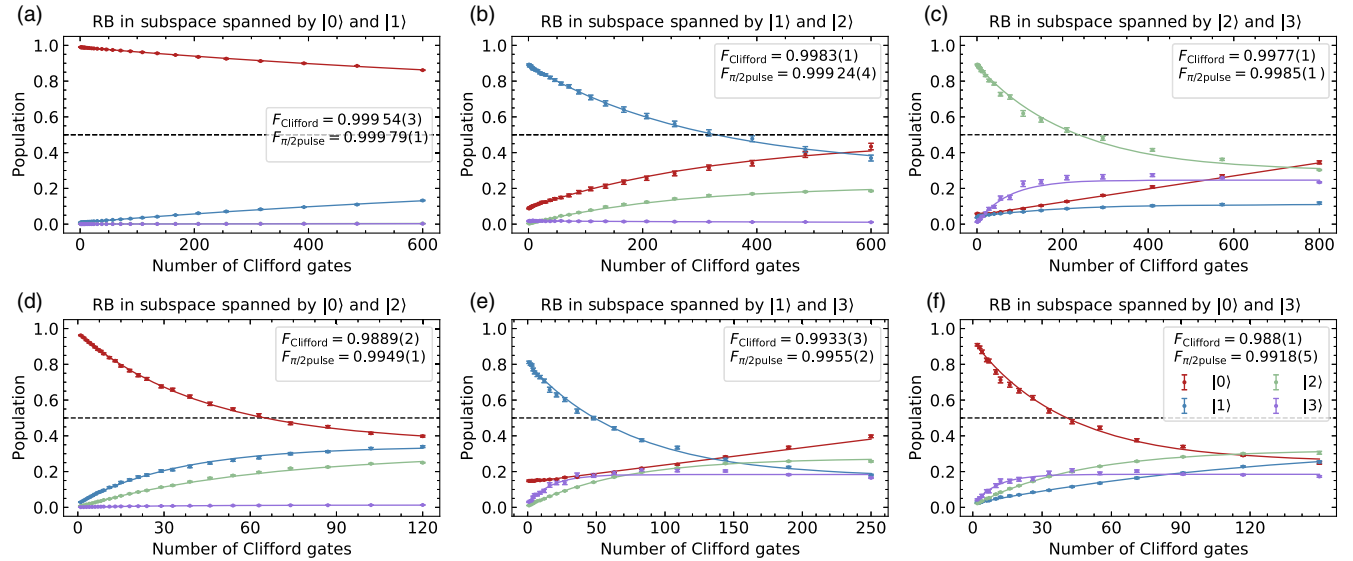 (a)
RB in subspace spanned by |0⟩ and |1⟩
1.0
0.8
0.6
0.4
0.2
0.0
Population
F_Clifford = 0.999 54(3)
F_π/2pulse = 0.999 79(1)
0
200
400
600
Number of Clifford gates
(b)
RB in subspace spanned by |1⟩ and |2⟩
1.0
0.8
0.6
0.4
0.2
0.0
Population
F_Clifford = 0.9983(1)
F_π/2pulse = 0.999 24(4)
0
200
400
600
Number of Clifford gates
(c)
RB in subspace spanned by |2⟩ and |3⟩
1.0
0.8
0.6
0.4
0.2
0.0
Population
F_Clifford = 0.9977(1)
F_π/2pulse = 0.9985(1)
0
200
400
600
800
Number of Clifford gates
(d)
RB in subspace spanned by |0⟩ and |2⟩
1.0
0.8
0.6
0.4
0.2
0.0
Population
F_Clifford = 0.9889(2)
F_π/2pulse = 0.9949(1)
0
30
60
90
120
Number of Clifford gates
(e)
RB in subspace spanned by |1⟩ and |3⟩
1.0
0.8
0.6
0.4
0.2
0.0
Population
F_Clifford = 0.9933(3)
F_π/2pulse = 0.9955(2)
0
50
100
150
200
250
Number of Clifford gates
(f)
RB in subspace spanned by |0⟩ and |3⟩
1.0
0.8
0.6
0.4
0.2
0.0
Population
F_Clifford = 0.988(1)
F_π/2pulse = 0.9918(5)
|0⟩ |2⟩
|1⟩ |3⟩
0
30
60
90
120
Number of Clifford gates